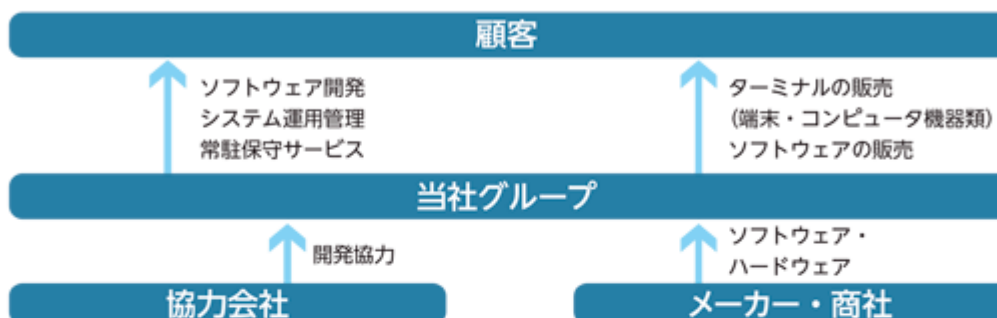 顧客
ソフトウェア開発
システム運用管理
常駐保守サービス
ターミナルの販売
(端末・コンピュータ機器類)
ソフトウェアの販売
当社グループ
開発協力
ソフトウェア・
ハードウェア
協力会社
メーカー・商社